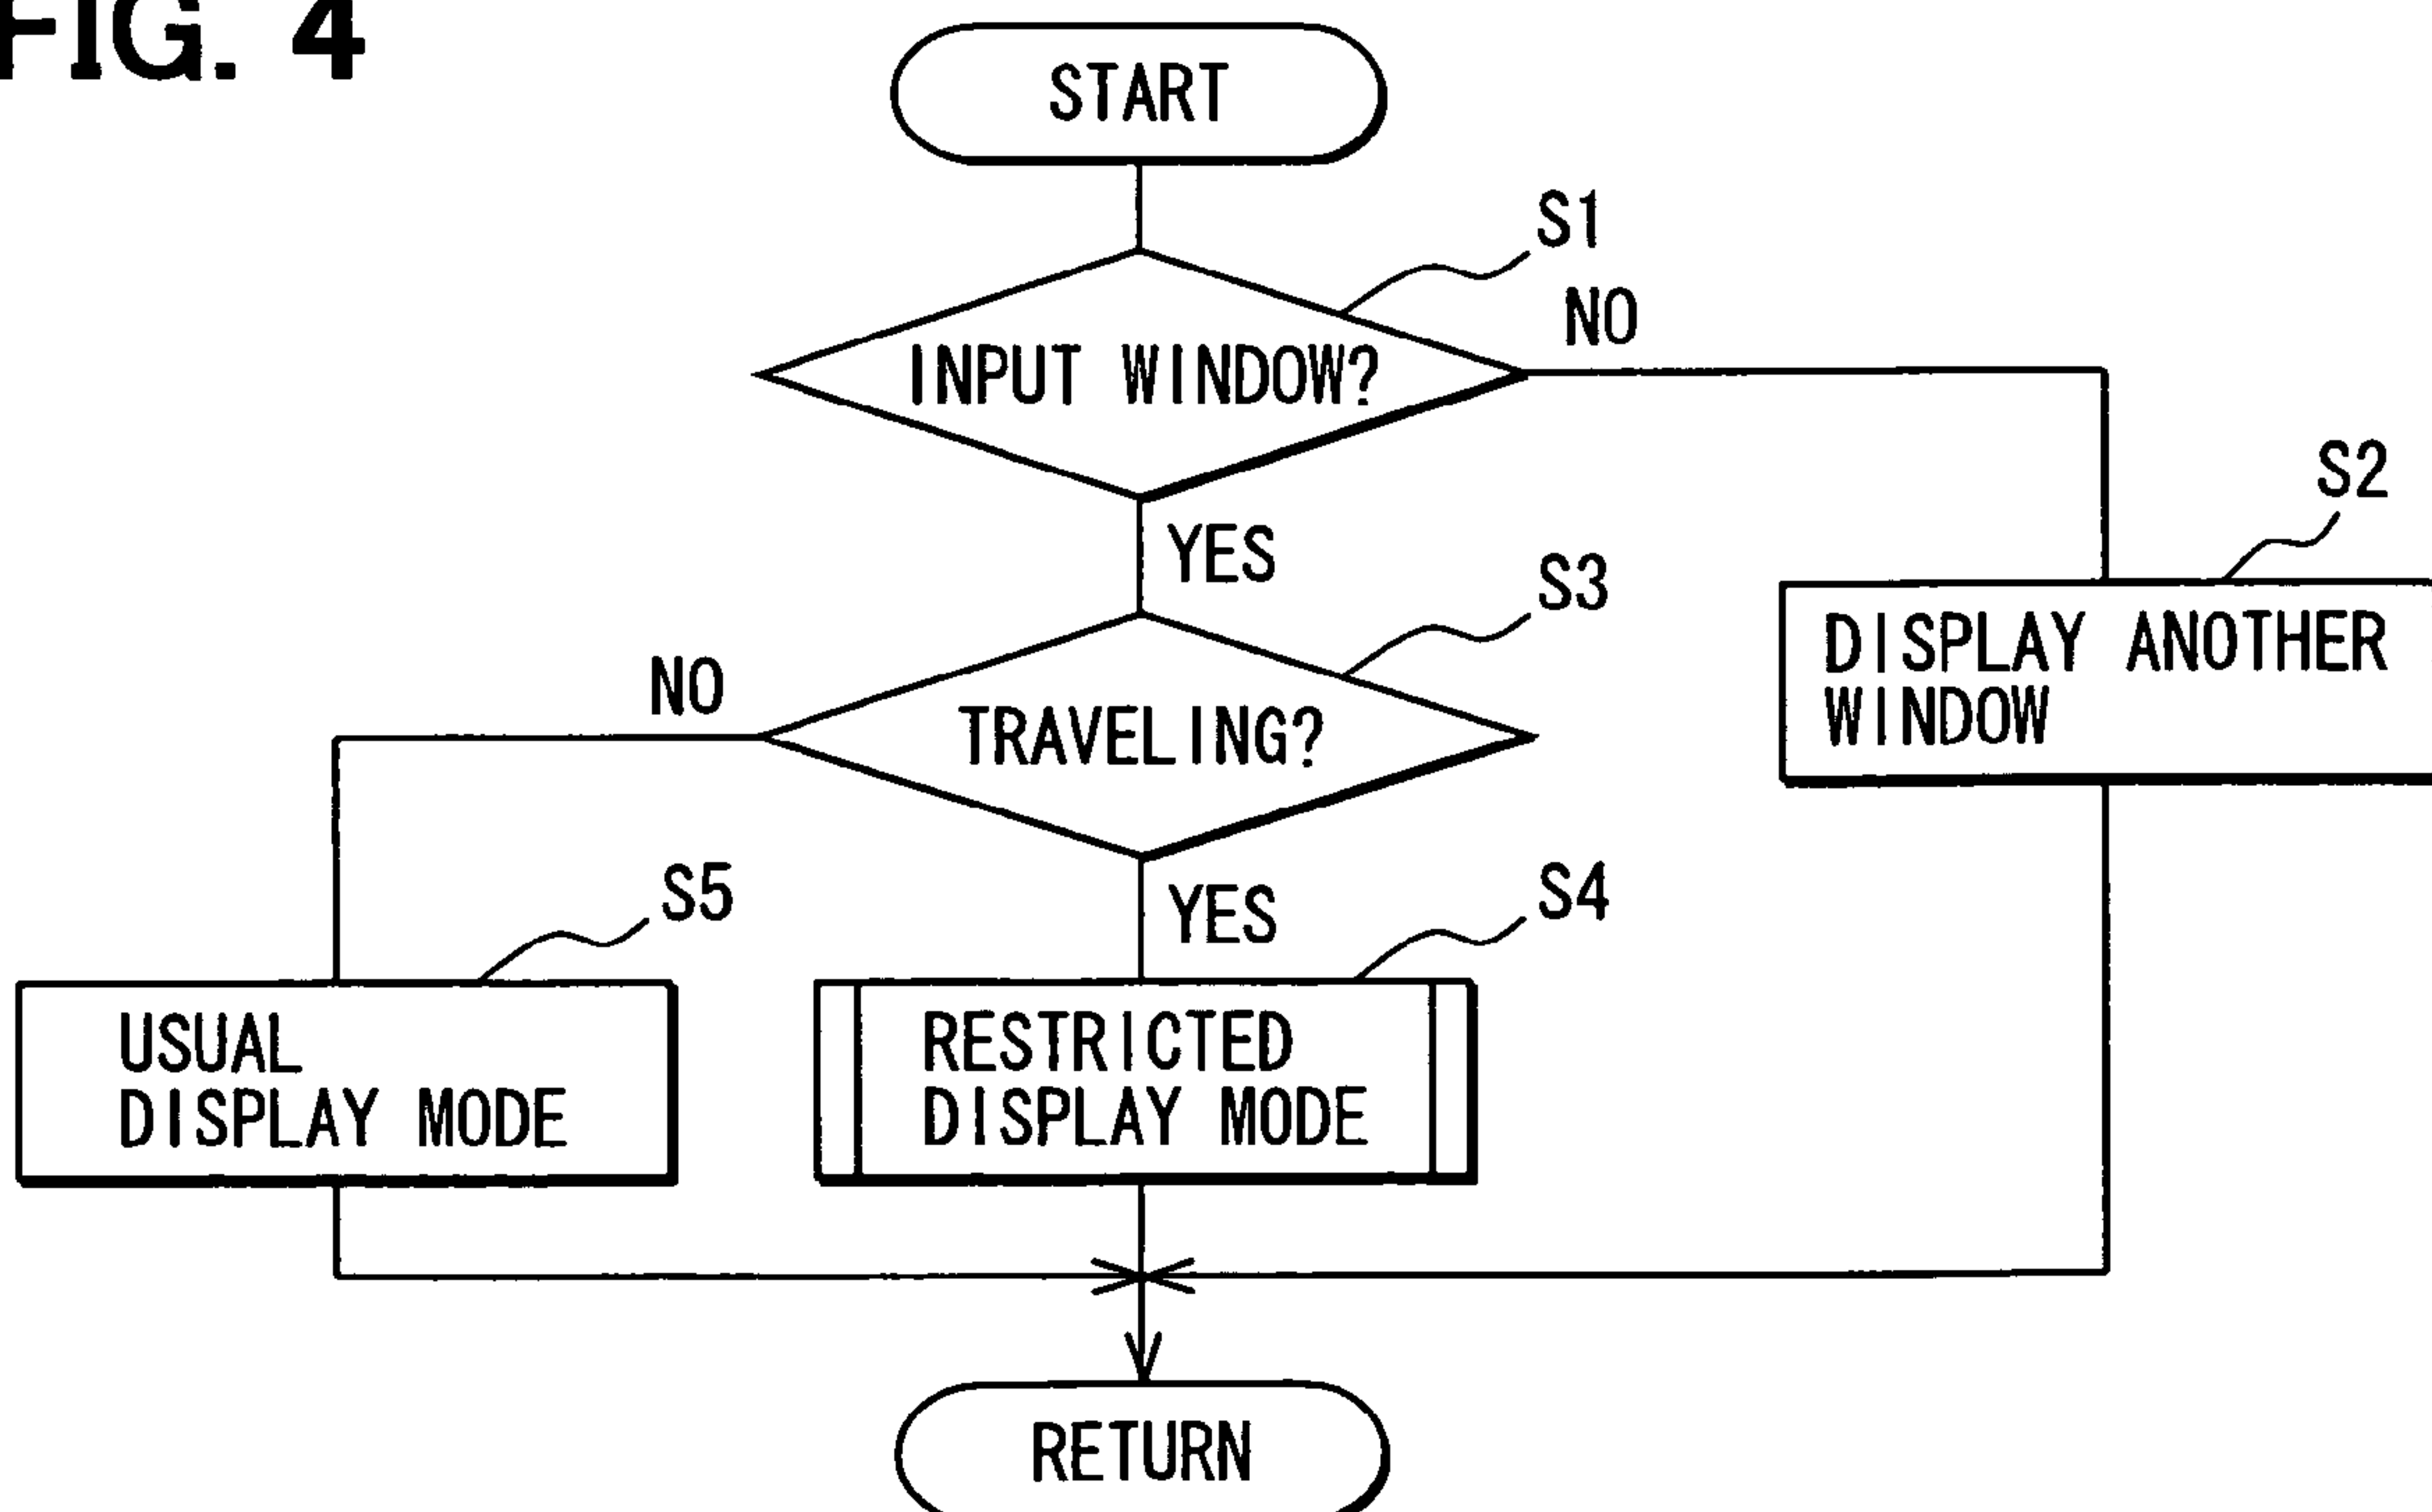 FIG. 4
START
S1
NO
INPUT WINDOW?
S2
YES
S3
DISPLAY ANOTHER
WINDOW
NO
TRAVELING?
S5
YES
S4
USUAL
DISPLAY MODE
RESTRICTED
DISPLAY MODE
RETURN